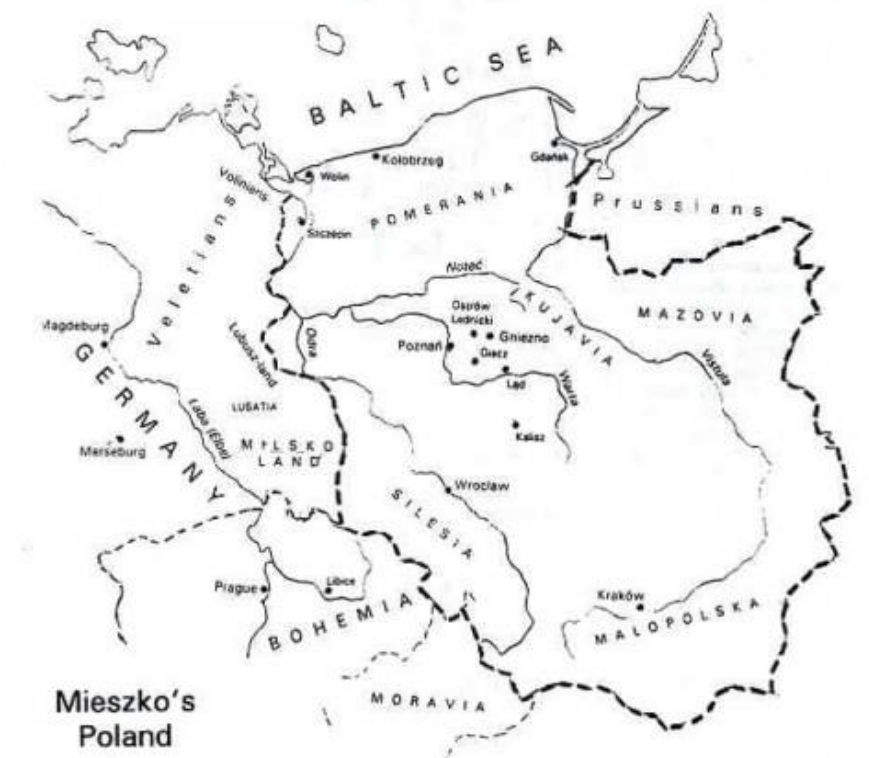 BALTIC SEA
Wolin
Kołobrzeg
Gdańsk
Volinians
POMERANIA
Prussians
Szczecin
Veletians
Noteć
KUJAVIA
MAZOVIA
Ostrów
Lednicki
Magdeburg
Lubusz-land
Odra
Poznań
Gniezno
Giecz
Vistula
GERMANY
Ląd
Warta
LUSATIA
Łaba (Elbe)
Kalisz
Merseburg
MILSKO
LAND
Wrocław
SILESIA
Prague
Libice
Kraków
BOHEMIA
MAŁOPOLSKA
MORAVIA
Mieszko's
Poland